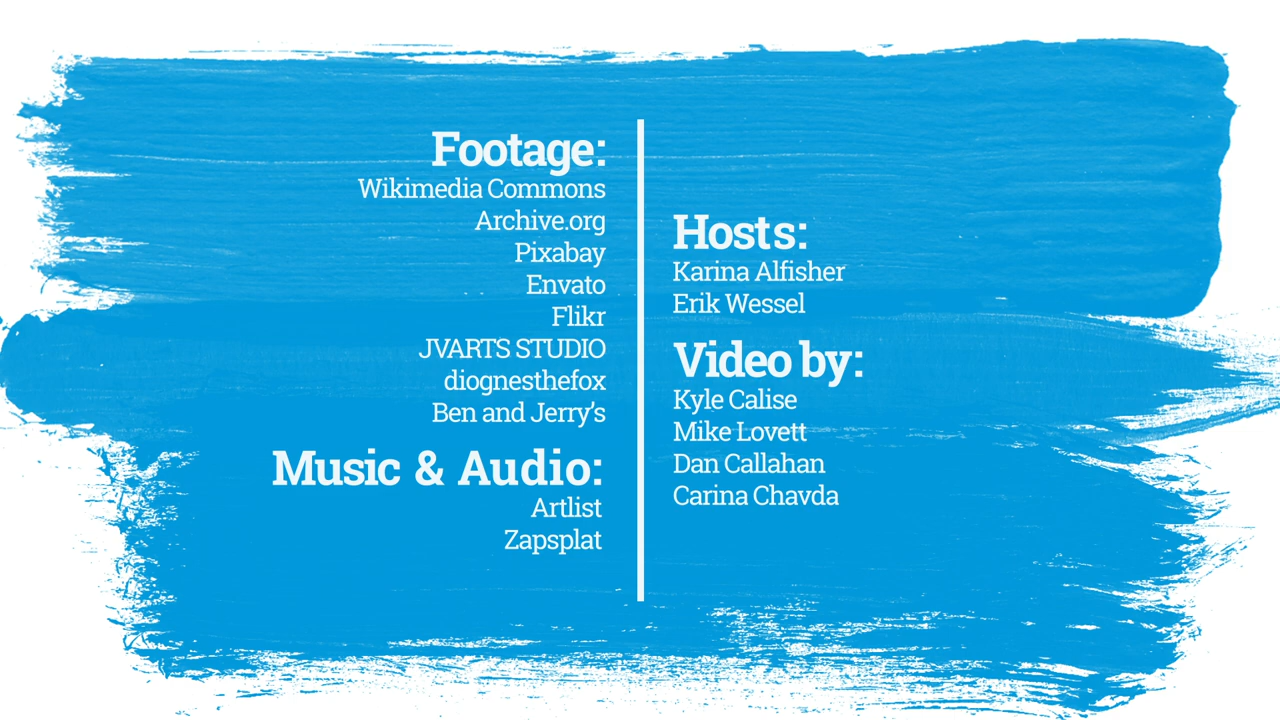 Footage:
Wikimedia Commons
Archive.org
Pixabay
Envato
Flikr
JVARTS STUDIO
diognesthefox
Ben and Jerry’s
Music & Audio:
Artlist
Zapsplat
Hosts:
Karina Alfisher
Erik Wessel
Video by:
Kyle Calise
Mike Lovett
Dan Callahan
Carina Chavda